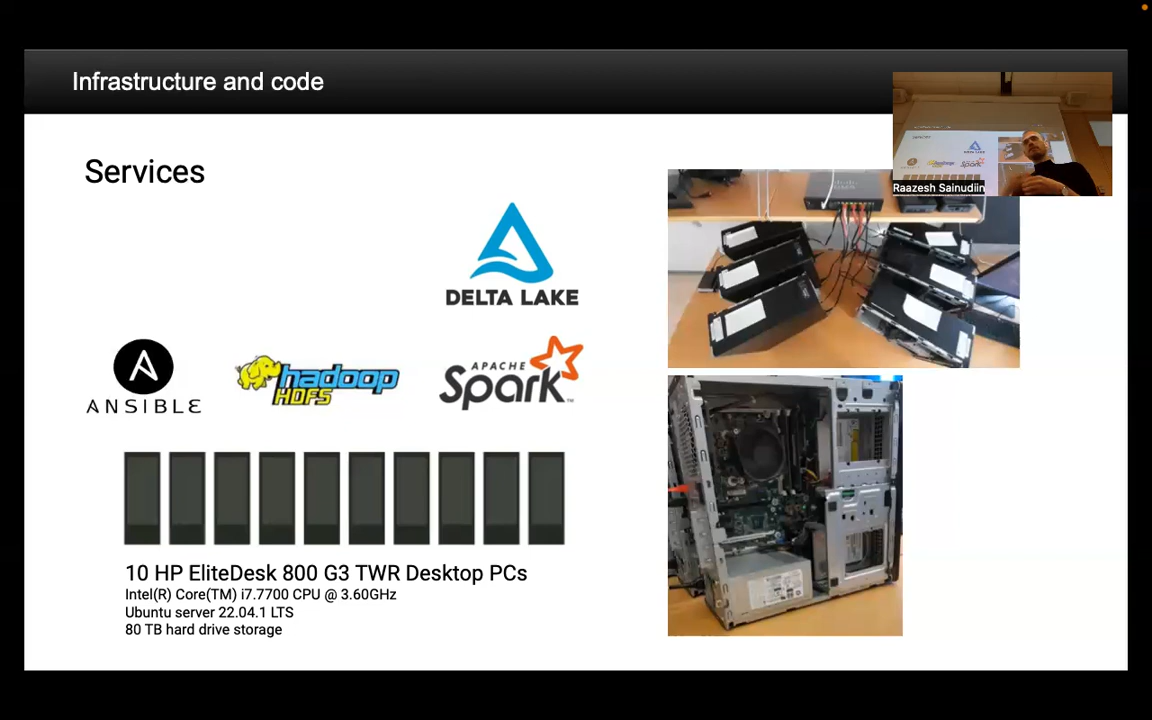 Infrastructure and code
Raazesh Sainudiin
Services
DELTA LAKE
ANSIBLE
hadoop
HDFS
APACHE
Spark™
10 HP EliteDesk 800 G3 TWR Desktop PCs
Intel(R) Core(TM) i7.7700 CPU @ 3.60GHz
Ubuntu server 22.04.1 LTS
80 TB hard drive storage